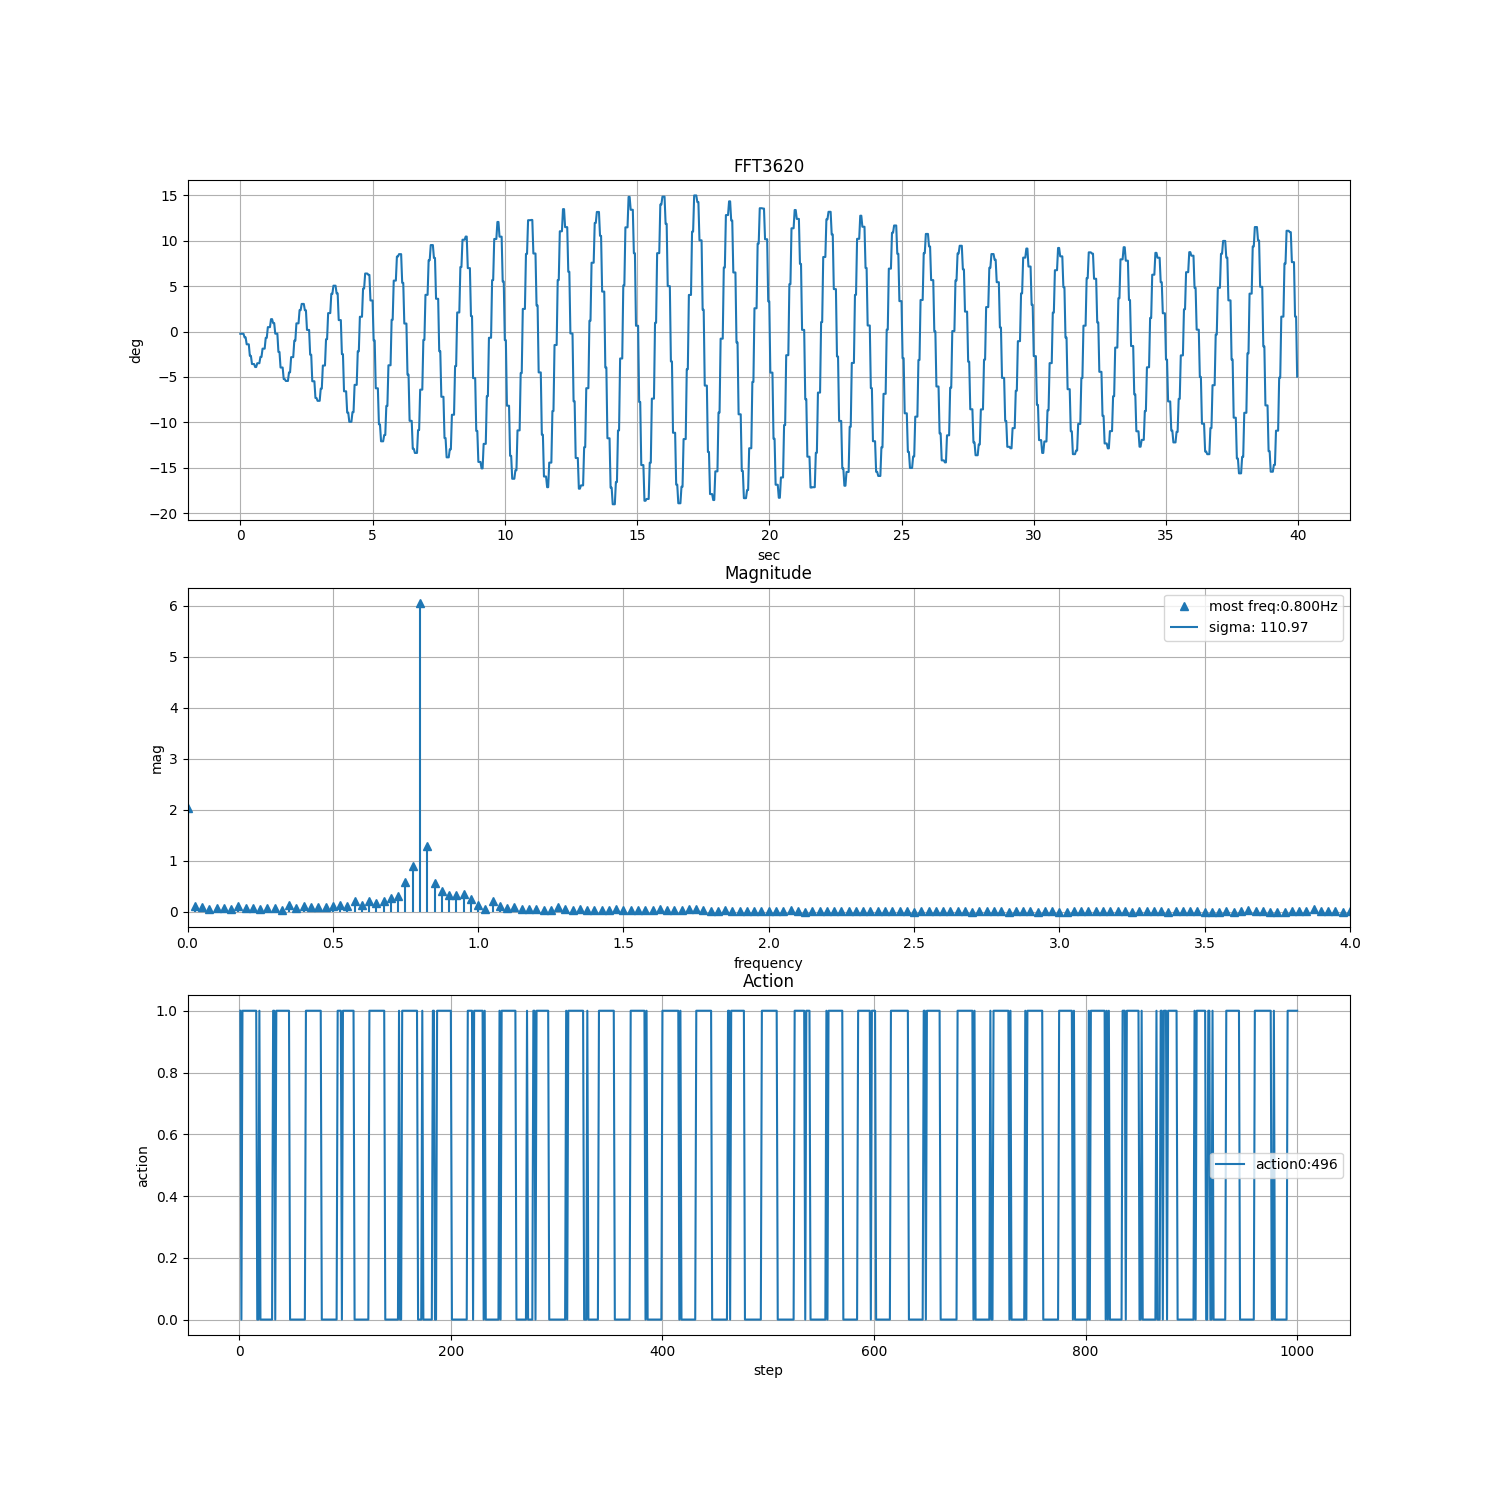 FFT3620
15
10
5
0
−5
−10
−15
−20
deg
0 5 10 15 20 25 30 35 40
sec
Magnitude
6
5
4
3
2
1
0
mag
most freq:0.800Hz
sigma: 110.97
0.0 0.5 1.0 1.5 2.0 2.5 3.0 3.5 4.0
frequency
Action
1.0
0.8
0.6
0.4
0.2
0.0
action
action0:496
0 200 400 600 800 1000
step